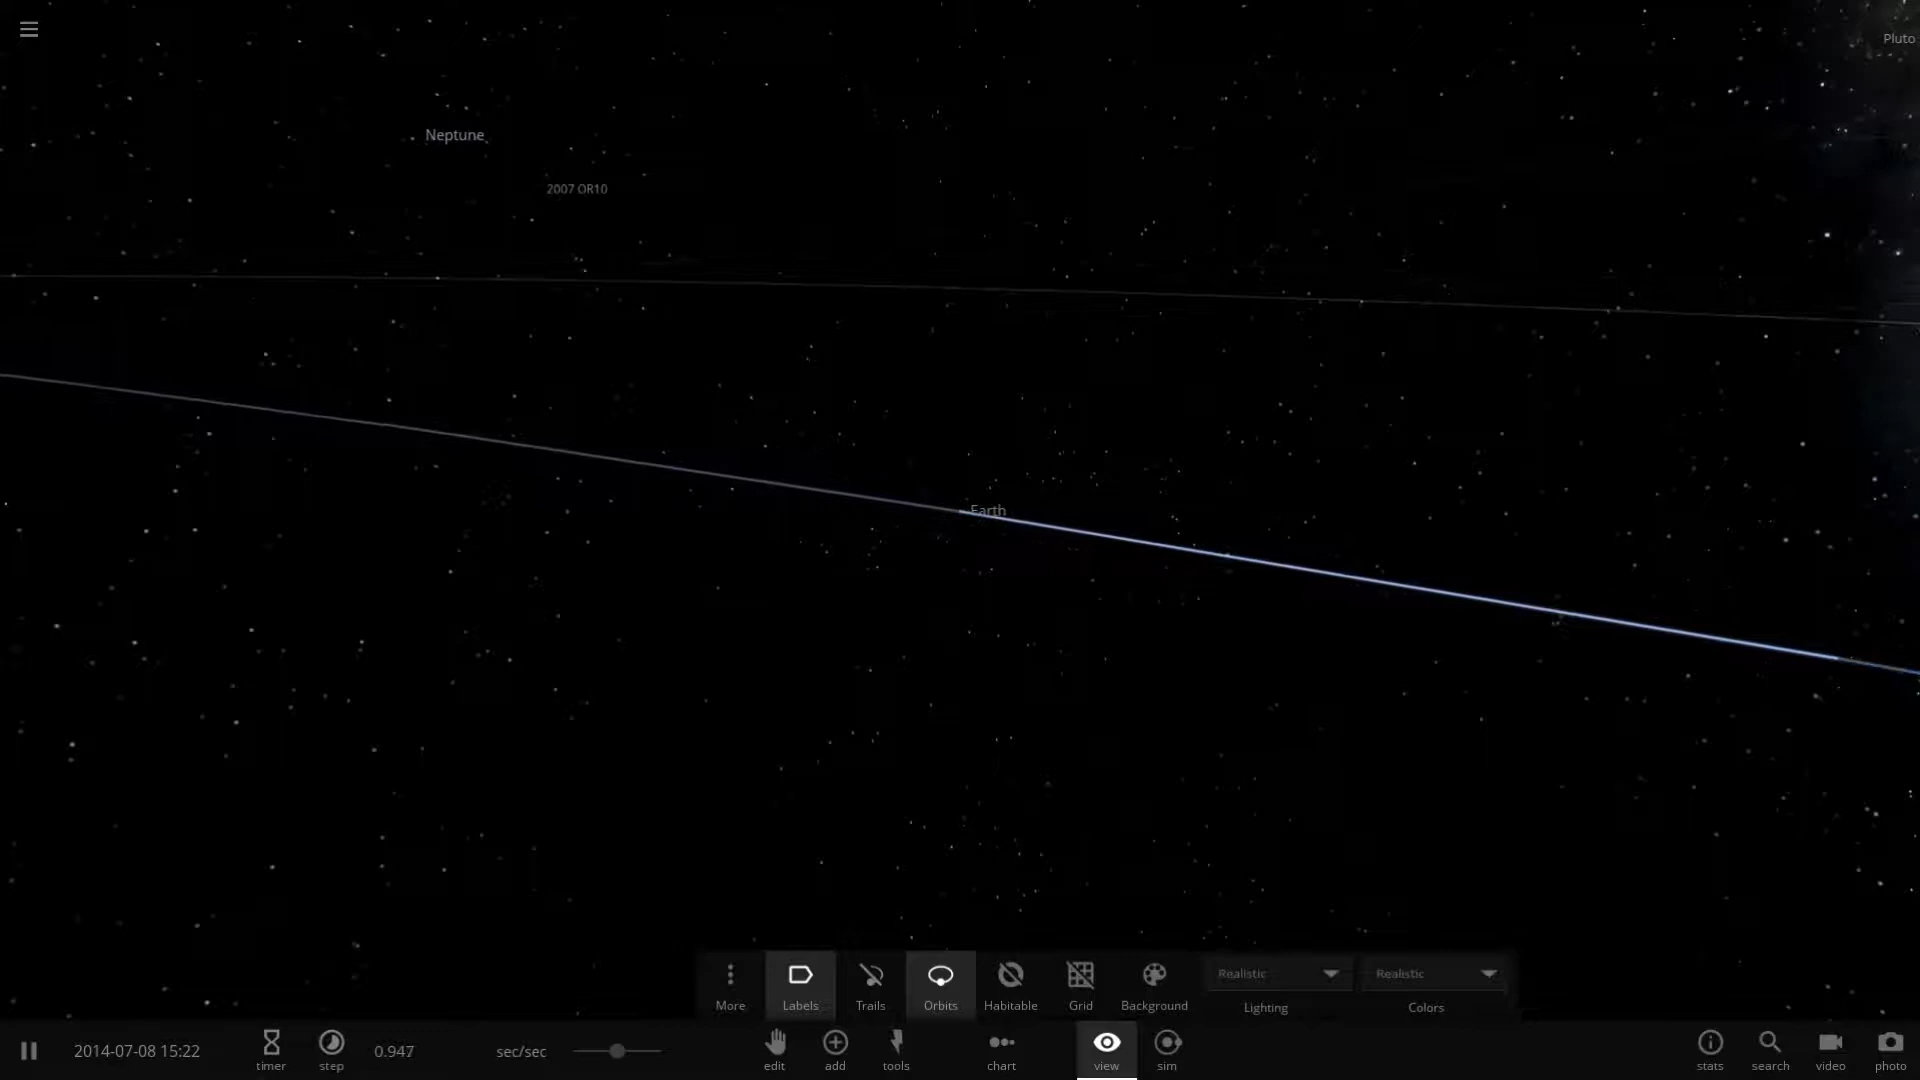 Pluto
Neptune
2007 OR10
Earth
More
Labels
Trails
Orbits
Habitable
Grid
Background
Realistic
Lighting
Realistic
Colors
2014-07-08 15:22
timer
step
0.947
sec/sec
edit
add
tools
chart
view
sim
stats
search
video
photo